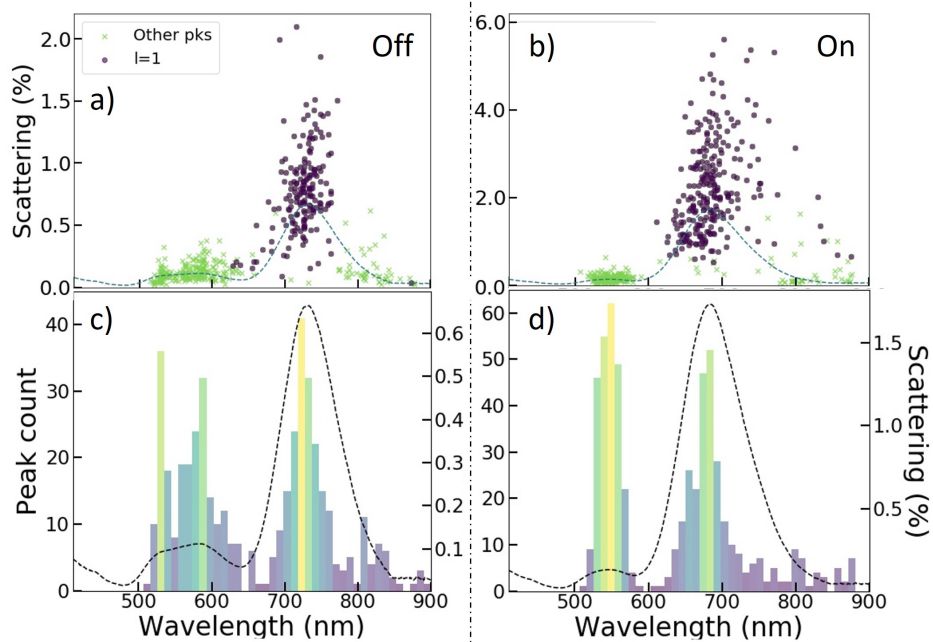 Other pks
l=1
a)
Off
Scattering (%)
2.0
1.5
1.0
0.5
0.0
b)
On
6.0
4.0
2.0
0.0
c)
Peak count
40
30
20
10
0
0.6
0.5
0.4
0.3
0.2
0.1
500 600 700 800 900
Wavelength (nm)
d)
60
50
40
30
20
10
0
1.5
1.0
0.5
Scattering (%)
500 600 700 800 900
Wavelength (nm)